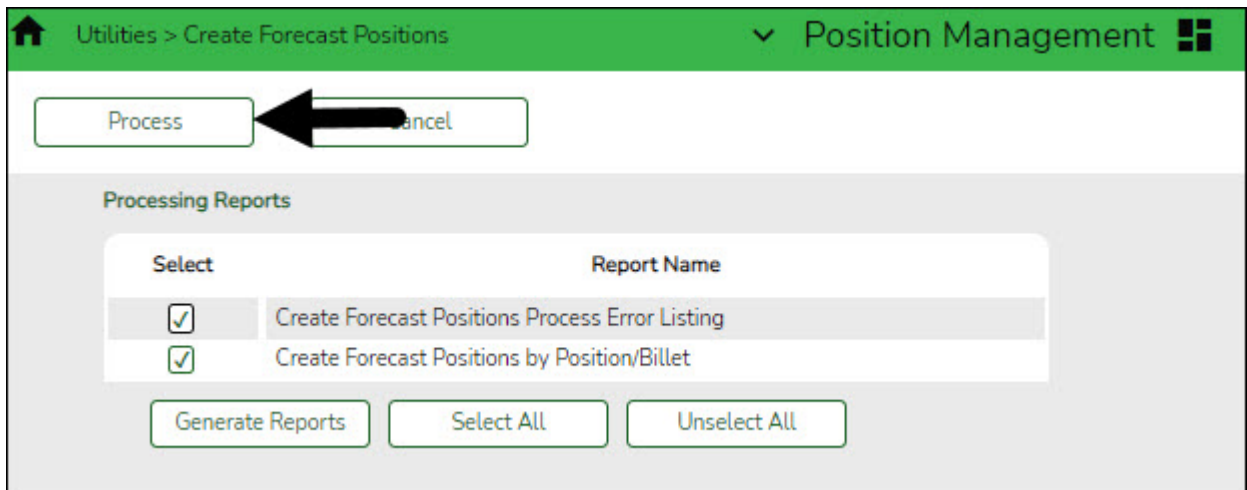 Utilities > Create Forecast Positions Position Management
Process Cancel
Processing Reports
Select Report Name
Create Forecast Positions Process Error Listing
Create Forecast Positions by Position/Billet
Generate Reports Select All Unselect All